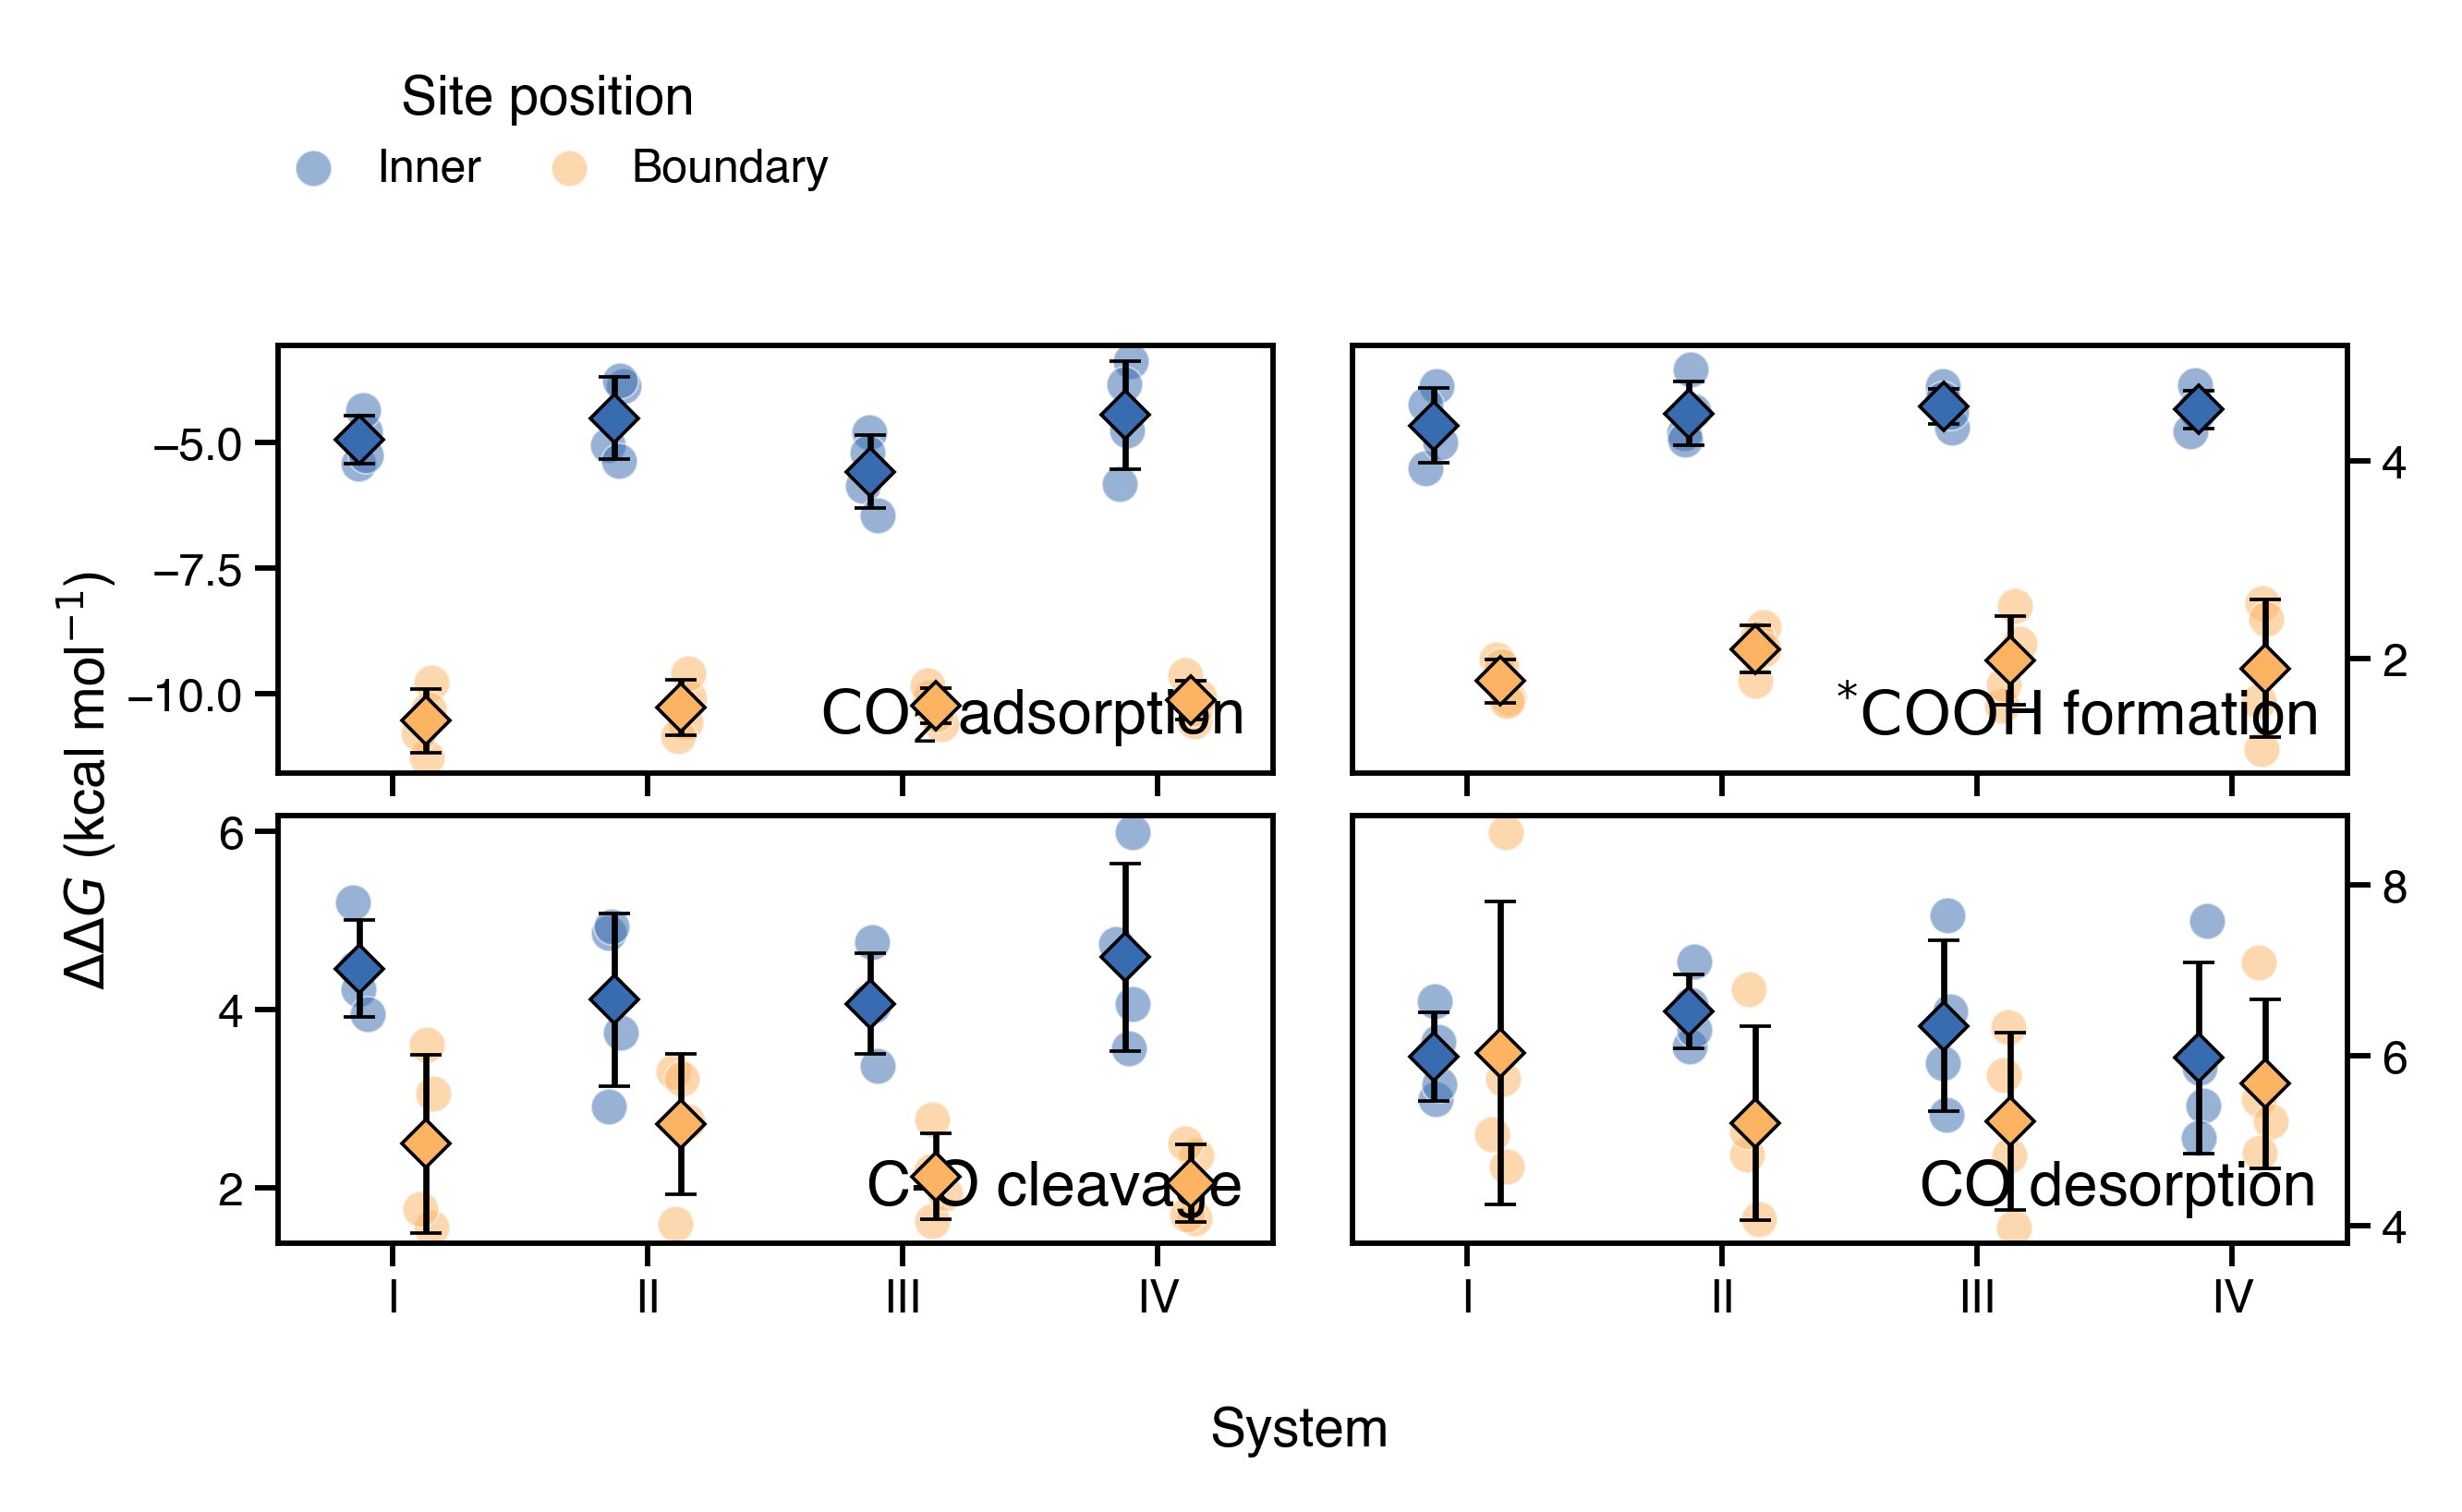 Site position
Inner Boundary
ΔΔG (kcal mol⁻¹)
−5.0
−7.5
−10.0
CO₂ adsorption
4
2
*COOH formation
6
4
2
C–O cleavage
8
6
4
CO desorption
I II III IV
I II III IV
System